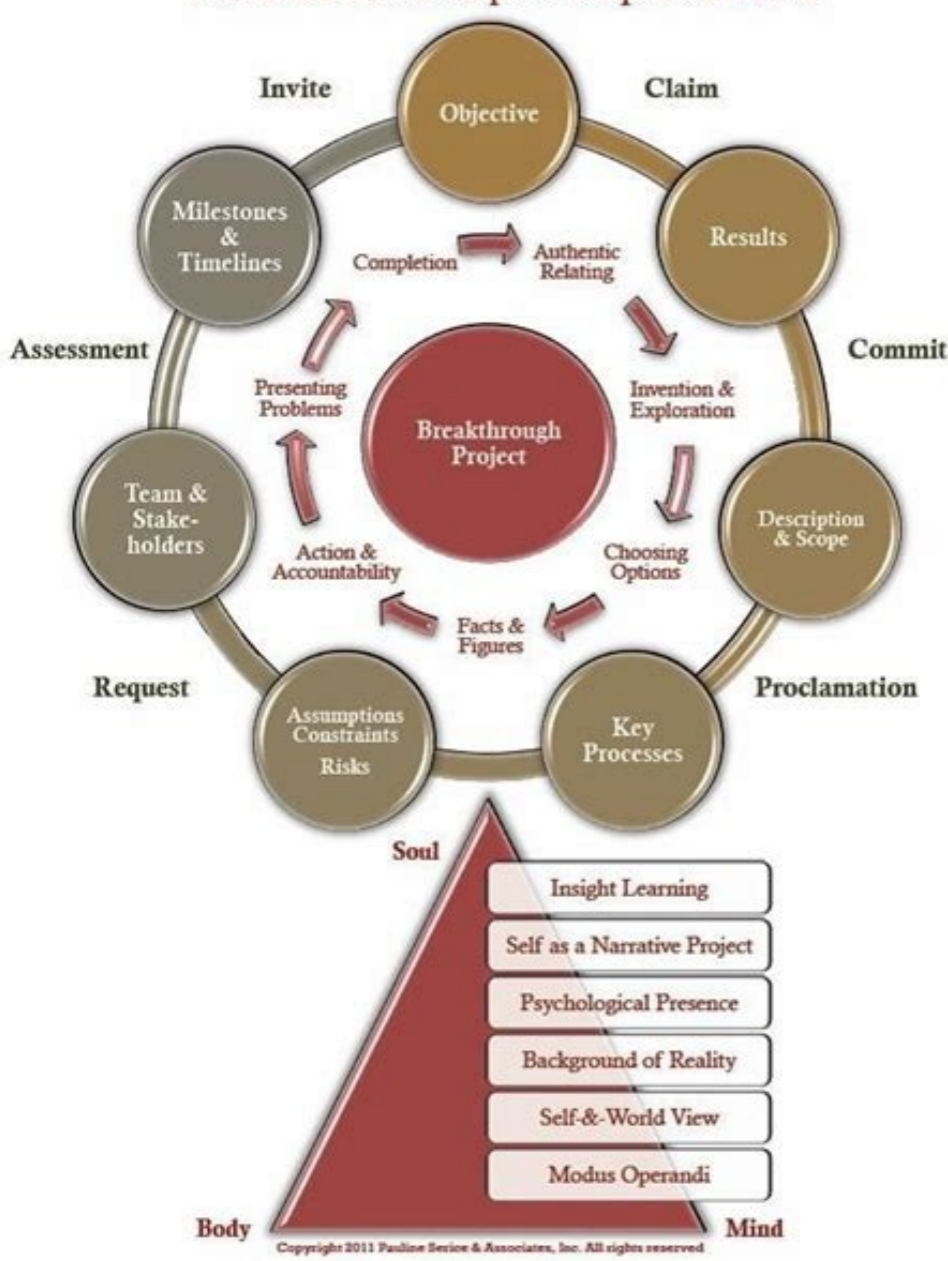 Invite
Objective
Claim
Milestones
&
Timelines
Results
Completion
Authentic
Relating
Assessment
Commit
Presenting
Problems
Invention &
Exploration
Breakthrough
Project
Team &
Stake-
holders
Description
& Scope
Action &
Accountability
Choosing
Options
Facts &
Figures
Request
Proclamation
Assumptions
Constraints
Risks
Key
Processes
Soul
Insight Learning
Self as a Narrative Project
Psychological Presence
Background of Reality
Self-&-World View
Modus Operandi
Body
Mind
Copyright 2011 Pauline Serice & Associates, Inc. All rights reserved